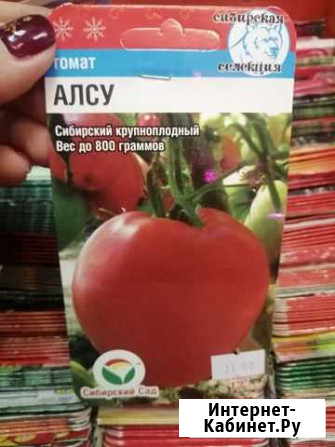 сибирская
селекция
томат
АЛСУ
Сибирский крупноплодный
Вес до 800 граммов
Сибирский Сад
Интернет-
Кабинет.Ру